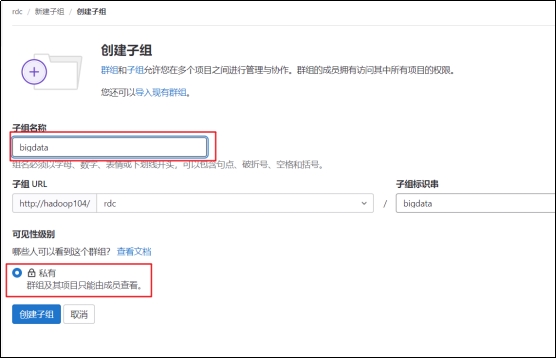 rdc / 新建子组 / 创建子组
创建子组
群组和子组允许您在多个项目之间进行管理与协作。群组的成员拥有访问其中所有项目的权限。
您还可以导入现有群组。
子组名称
bigdata
组名必须以字母、数字、表情或下划线开头，可以包含句点、破折号、空格和括号。
子组 URL
子组标识串
http://hadoop104/ rdc / bigdata
可见性级别
哪些人可以看到这个群组？ 查看文档
私有
群组及其项目只能由成员查看。
创建子组 取消